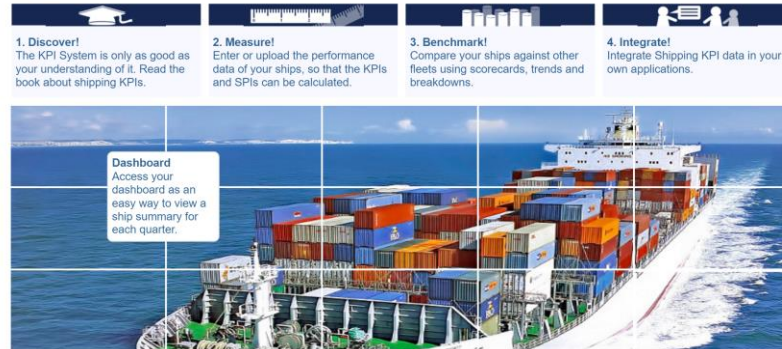 1. Discover!
The KPI System is only as good as
your understanding of it. Read the
book about shipping KPIs.
2. Measure!
Enter or upload the performance
data of your ships, so that the KPIs
and SPIs can be calculated.
3. Benchmark!
Compare your ships against other
fleets using scorecards, trends and
breakdowns.
4. Integrate!
Integrate Shipping KPI data in your
own applications.
Dashboard
Access your
dashboard as an
easy way to view a
ship summary for
each quarter.